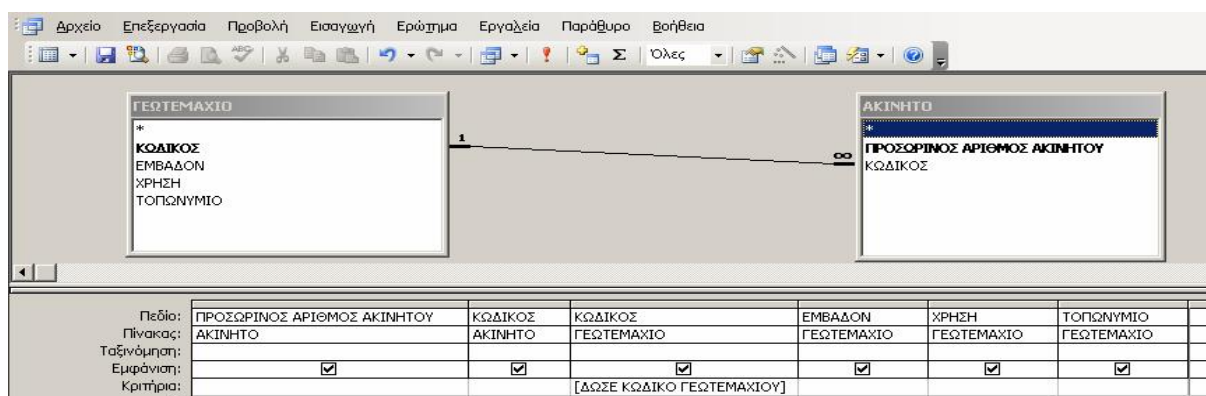 Αρχείο Επεξεργασία Προβολή Εισαγωγή Ερώτημα Εργαλεία Παράθυρο Βοήθεια
ABC Σ Όλες
ΓΕΩΤΕΜΑΧΙΟ
*
ΚΩΔΙΚΟΣ
ΕΜΒΑΔΟΝ
ΧΡΗΣΗ
ΤΟΠΩΝΥΜΙΟ
1
∞
ΑΚΙΝΗΤΟ
*
ΠΡΟΣΩΡΙΝΟΣ ΑΡΙΘΜΟΣ ΑΚΙΝΗΤΟΥ
ΚΩΔΙΚΟΣ
Πεδίο: ΠΡΟΣΩΡΙΝΟΣ ΑΡΙΘΜΟΣ ΑΚΙΝΗΤΟΥ ΚΩΔΙΚΟΣ ΚΩΔΙΚΟΣ ΕΜΒΑΔΟΝ ΧΡΗΣΗ ΤΟΠΩΝΥΜΙΟ
Πίνακας: ΑΚΙΝΗΤΟ ΑΚΙΝΗΤΟ ΓΕΩΤΕΜΑΧΙΟ ΓΕΩΤΕΜΑΧΙΟ ΓΕΩΤΕΜΑΧΙΟ ΓΕΩΤΕΜΑΧΙΟ
Ταξινόμηση:
Εμφάνιση:
Κριτήρια: [ΔΩΣΕ ΚΩΔΙΚΟ ΓΕΩΤΕΜΑΧΙΟΥ]